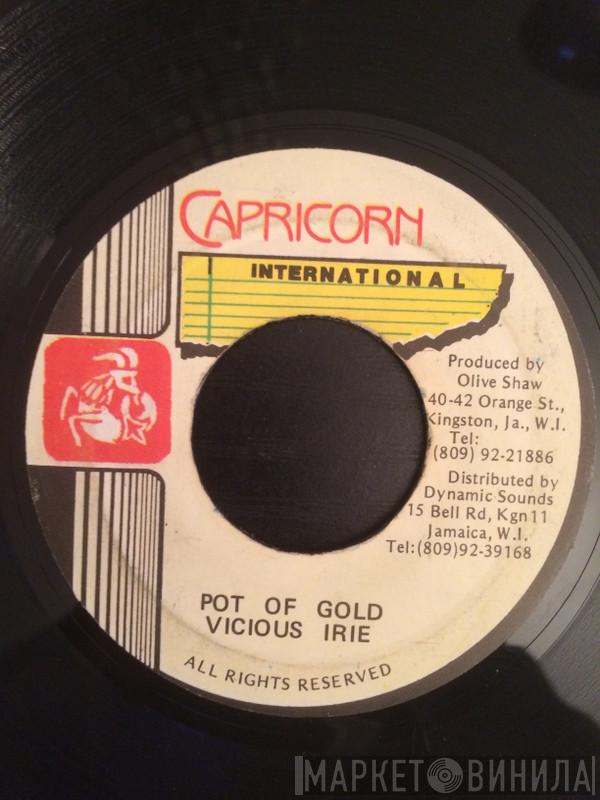 CAPRICORN
INTERNATIONAL
Produced by
Olive Shaw
40-42 Orange St.,
Kingston, Ja., W.I.
Tel:
(809) 92-21886
Distributed by
Dynamic Sounds
15 Bell Rd, Kgn11
Jamaica, W.I.
Tel:(809)92-39168
POT OF GOLD
VICIOUS IRIE
ALL RIGHTS RESERVED
МАРКЕТ ВИНИЛА